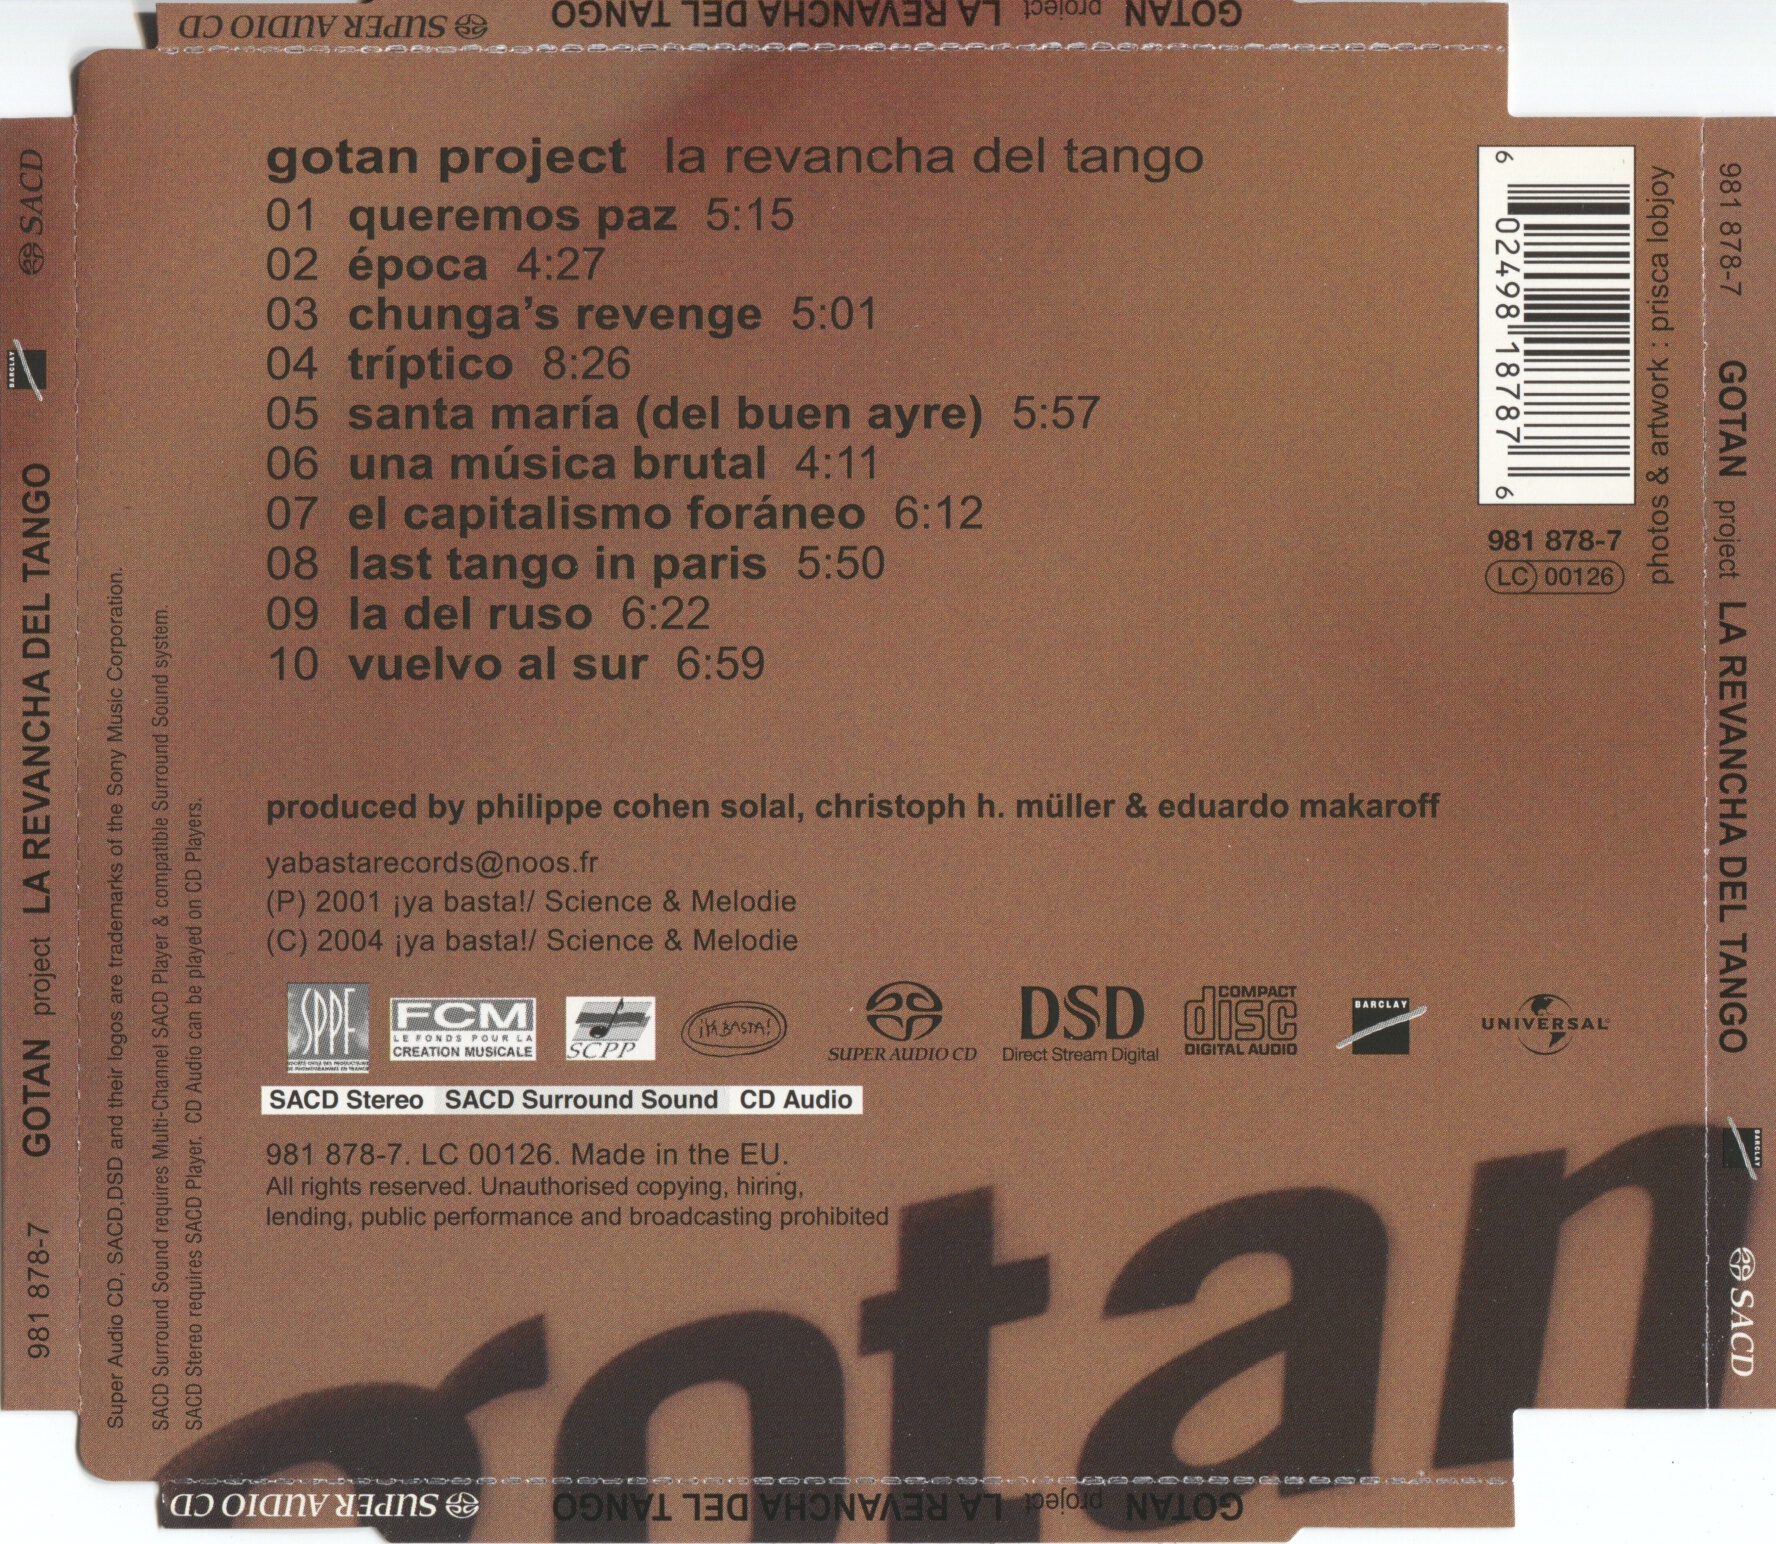 SUPER AUDIO CD
GOTAN project LA REVANCHA DEL TANGO
gotan project la revancha del tango
01 queremos paz 5:15
02 época 4:27
03 chunga's revenge 5:01
04 tríptico 8:26
05 santa maría (del buen ayre) 5:57
06 una música brutal 4:11
07 el capitalismo foráneo 6:12
08 last tango in paris 5:50
09 la del ruso 6:22
10 vuelvo al sur 6:59
6 02498 18787 6
981 878-7
LC 00126
photos & artwork : prisca lobjoy
produced by philippe cohen solal, christoph h. müller & eduardo makaroff
yabastarecords@noos.fr
(P) 2001 ¡ya basta!/ Science & Melodie
(C) 2004 ¡ya basta!/ Science & Melodie
SPPF
SOCIETE CIVILE DES PRODUCTEURS
DE PHONOGRAMMES EN FRANCE
FCM
LE FONDS POUR LA
CREATION MUSICALE
SCPP
¡YA BASTA!
SUPER AUDIO CD
DSD
Direct Stream Digital
COMPACT
disc
DIGITAL AUDIO
BARCLAY
UNIVERSAL
SACD Stereo SACD Surround Sound CD Audio
981 878-7. LC 00126. Made in the EU.
All rights reserved. Unauthorised copying, hiring,
lending, public performance and broadcasting prohibited
gotan
Super Audio CD, SACD,DSD and their logos are trademarks of the Sony Music Corporation.
SACD Surround Sound requires Multi-Channel SACD Player & compatible Surround Sound system.
SACD Stereo requires SACD Player. CD Audio can be played on CD Players.
981 878-7 GOTAN project LA REVANCHA DEL TANGO BARCLAY SACD
981 878-7 GOTAN project LA REVANCHA DEL TANGO BARCLAY SACD
SUPER AUDIO CD
GOTAN project LA REVANCHA DEL TANGO